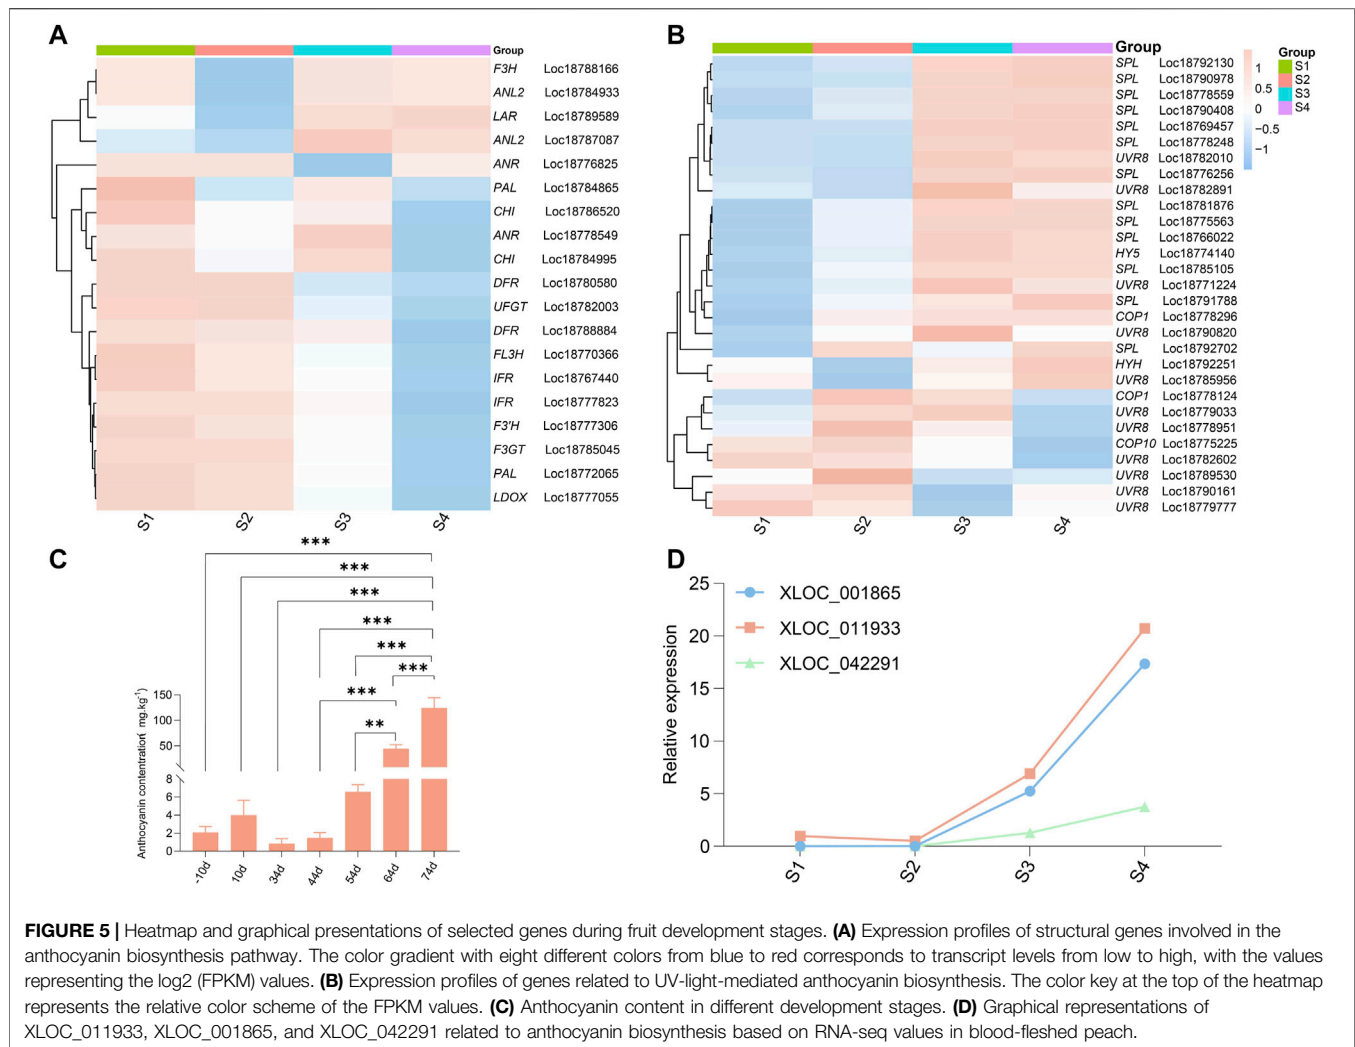 A
Group
F3H Loc18788166
ANL2 Loc18784933
LAR Loc18789589
ANL2 Loc18787087
ANR Loc18776825
PAL Loc18784865
CHI Loc18786520
ANR Loc18778549
CHI Loc18784995
DFR Loc18780580
UFGT Loc18782003
DFR Loc18788884
FL3H Loc18770366
IFR Loc18767440
IFR Loc18777823
F3'H Loc18777306
F3GT Loc18785045
PAL Loc18772065
LDOX Loc18777055
S1 S2 S3 S4
B
Group
SPL Loc18792130
SPL Loc18790978
SPL Loc18778559
SPL Loc18790408
SPL Loc18769457
SPL Loc18778248
UVR8 Loc18782010
SPL Loc18776256
UVR8 Loc18782891
SPL Loc18781876
SPL Loc18775563
SPL Loc18766022
HY5 Loc18774140
SPL Loc18785105
UVR8 Loc18771224
SPL Loc18791788
COP1 Loc18778296
UVR8 Loc18790820
SPL Loc18792702
HYH Loc18792251
UVR8 Loc18785956
COP1 Loc18778124
UVR8 Loc18779033
UVR8 Loc18778951
COP10 Loc18775225
UVR8 Loc18782602
UVR8 Loc18789530
UVR8 Loc18790161
UVR8 Loc18779777
S1 S2 S3 S4
1
0.5
0
−0.5
−1
Group
S1
S2
S3
S4
C
***
***
***
***
***
***
***
**
Anthocyanin contentration( mg.kg-1)
150
100
50
8
6
4
2
0
-10d 10d 34d 44d 54d 64d 74d
D
Relative expression
25
20
15
10
5
0
XLOC_001865
XLOC_011933
XLOC_042291
S1 S2 S3 S4
FIGURE 5 | Heatmap and graphical presentations of selected genes during fruit development stages. (A) Expression profiles of structural genes involved in the
anthocyanin biosynthesis pathway. The color gradient with eight different colors from blue to red corresponds to transcript levels from low to high, with the values
representing the log2 (FPKM) values. (B) Expression profiles of genes related to UV-light-mediated anthocyanin biosynthesis. The color key at the top of the heatmap
represents the relative color scheme of the FPKM values. (C) Anthocyanin content in different development stages. (D) Graphical representations of
XLOC_011933, XLOC_001865, and XLOC_042291 related to anthocyanin biosynthesis based on RNA-seq values in blood-fleshed peach.